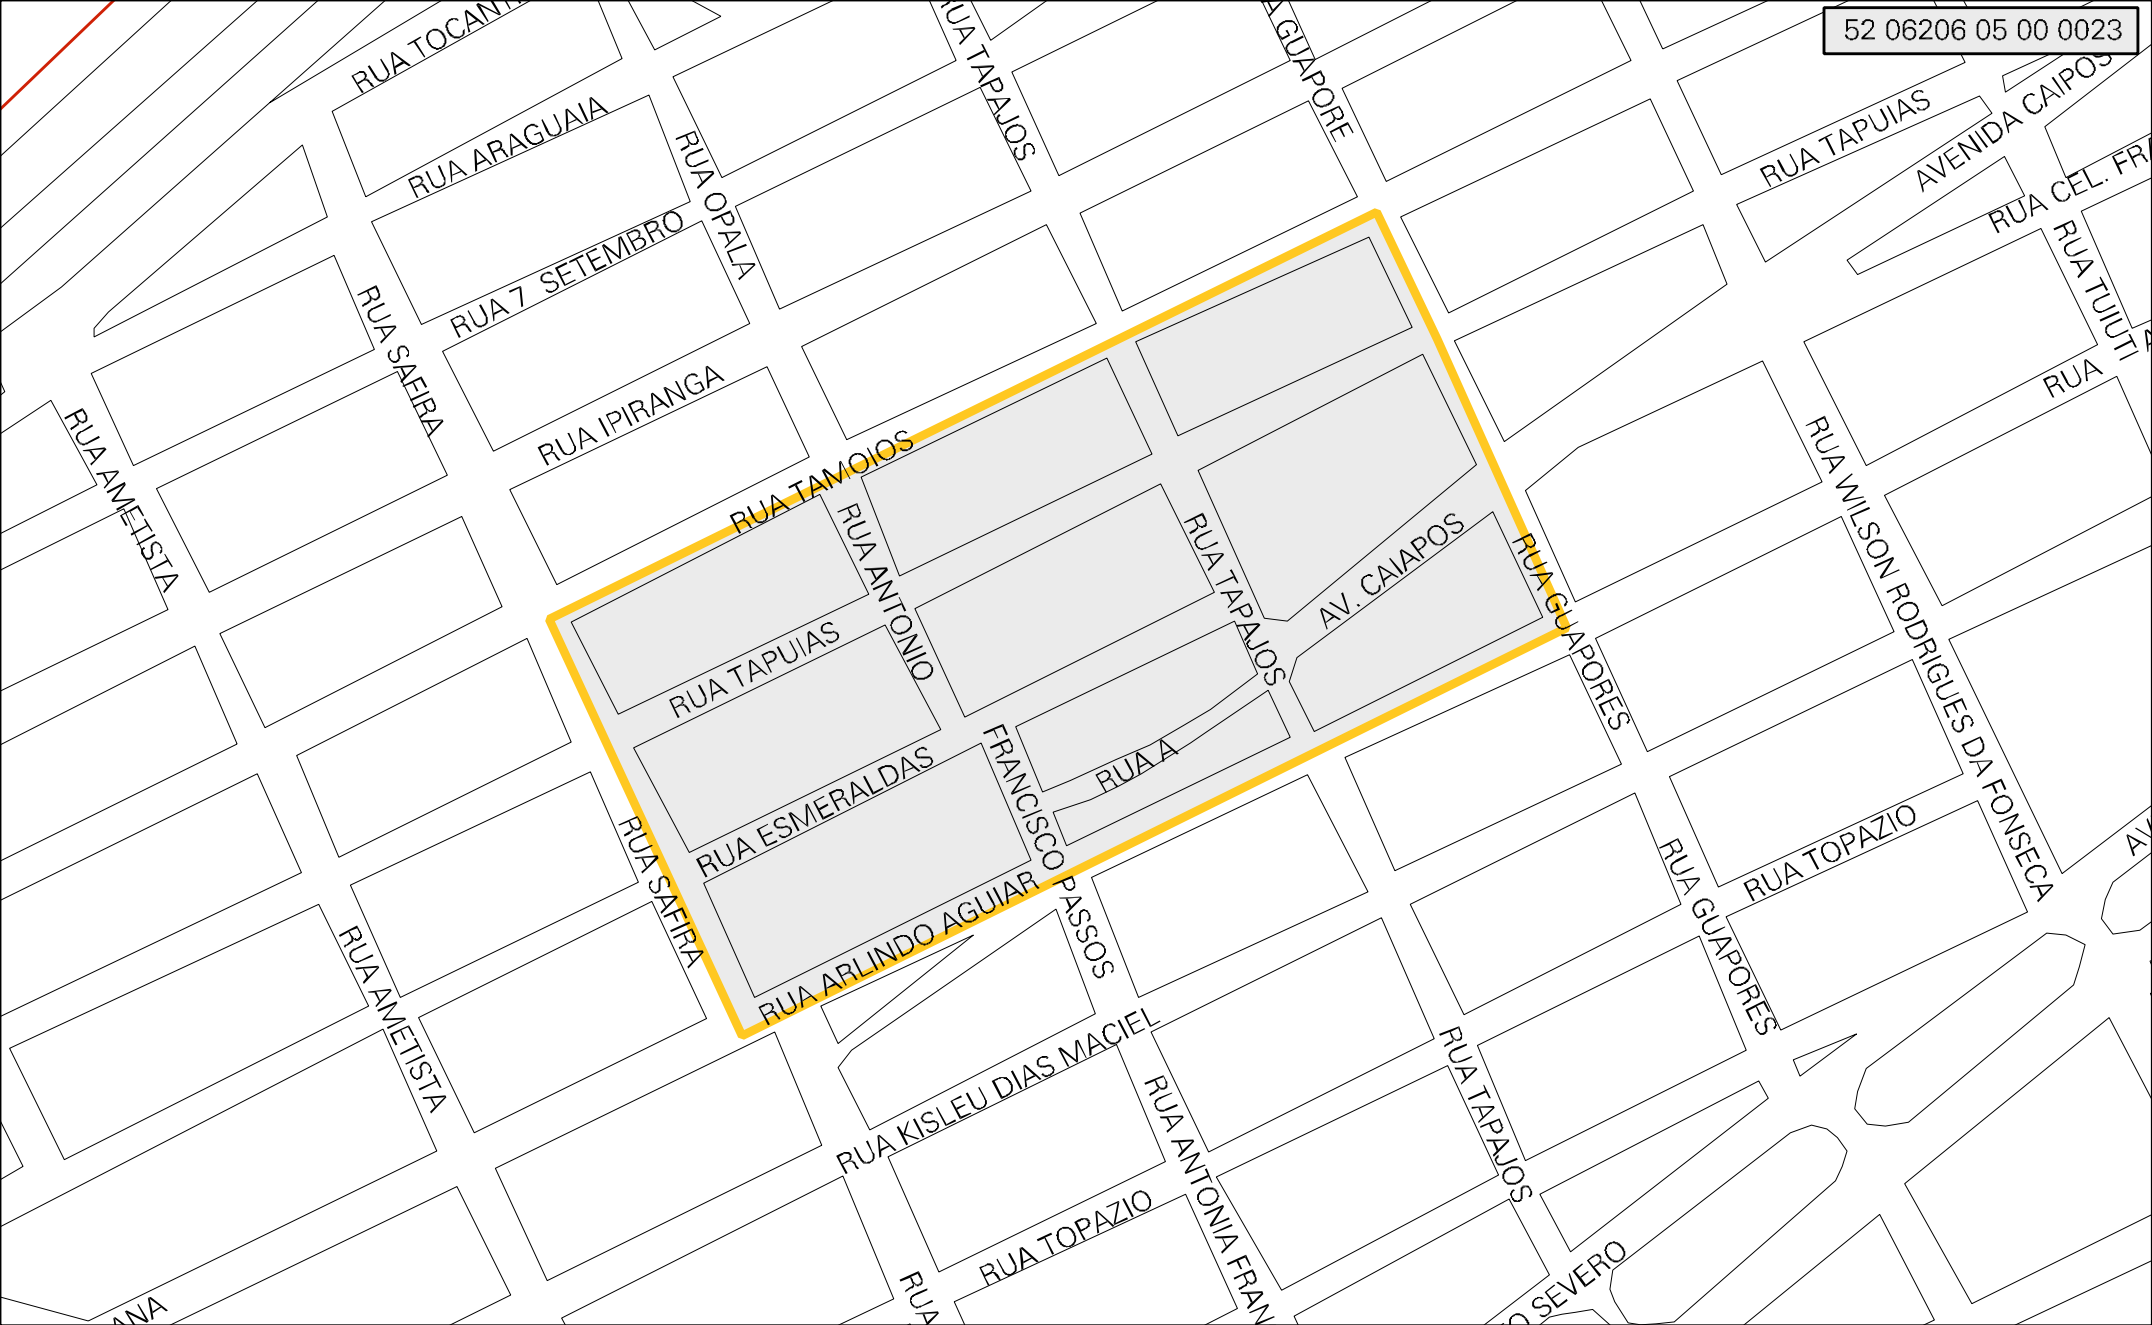 52 06206 05 00 0023
RUA TOCANT
RUA TAPAJOS
GUAPORE
AVENIDA CAIPOS
RUA TAPUIAS
RUA ARAGUAIA
RUA OPALA
RUA CEL. FRA
RUA 7 SETEMBRO
RUA TUIUTI
RUA SAFIRA
RUA
RUA IPIRANGA
RUA AMETISTA
RUA TAMOIOS
RUA WILSON RODRIGUES DA FONSECA
RUA ANTONIO
FRANCISCO PASSOS
RUA TAPAJOS
AV. CAIAPOS
RUA GUAPORES
RUA TAPUIAS
RUA ESMERALDAS
RUA A
RUA SAFIRA
RUA TOPAZIO
RUA GUAPORES
AV
RUA ARLINDO AGUIAR
RUA AMETISTA
RUA KISLEU DIAS MACIEL
RUA TAPAJOS
RUA ANTONIA FRAN
RUA TOPAZIO
O SEVERO
RUA
ANA